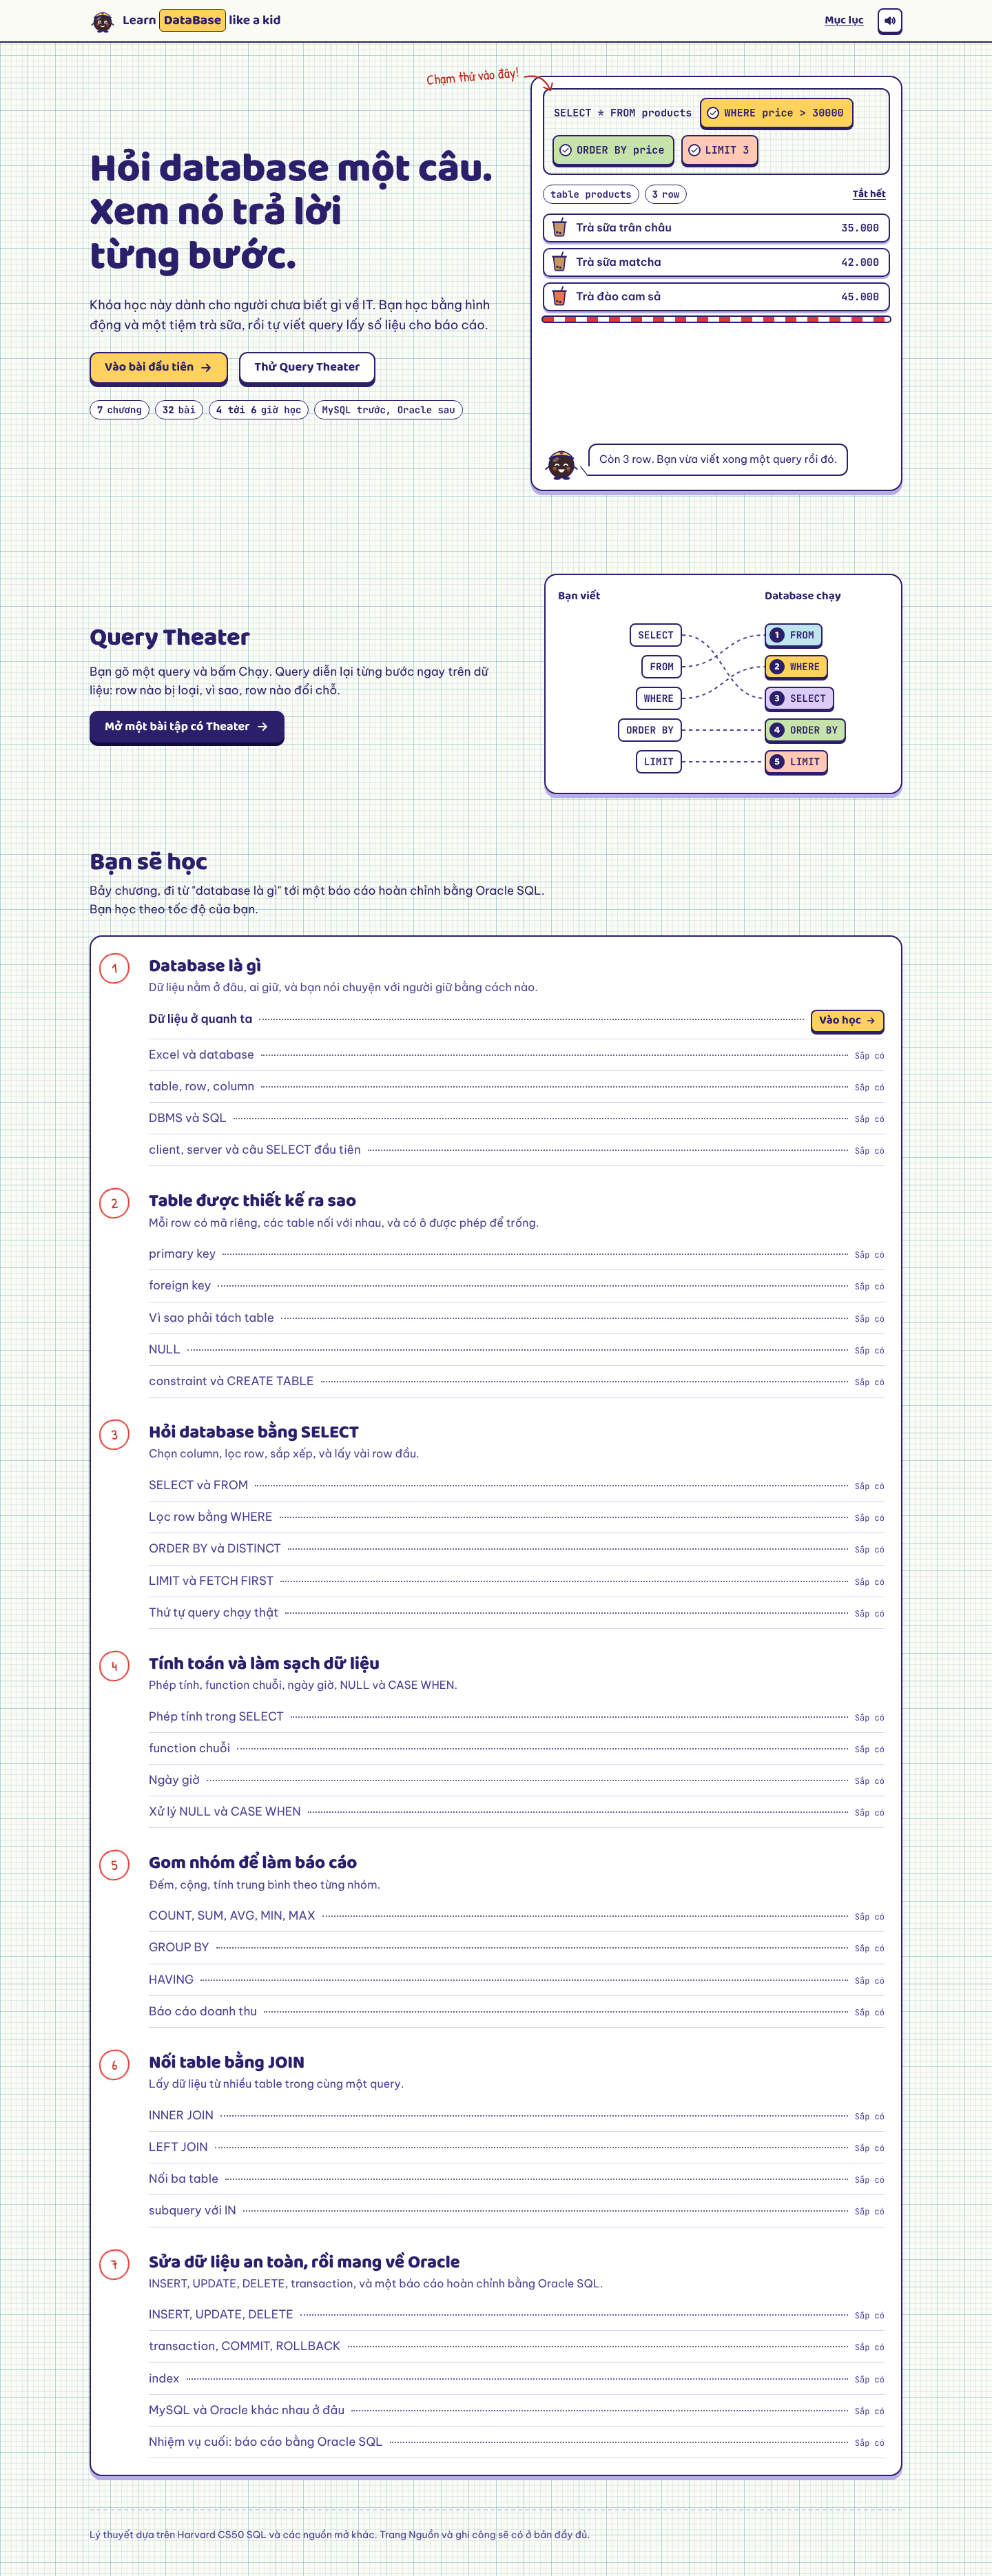 Learn DataBase like a kid
Mục lục
Chạm thử vào đây!
Hỏi database một câu.
Xem nó trả lời
từng bước.
Khóa học này dành cho người chưa biết gì về IT. Bạn học bằng hình
động và một tiệm trà sữa, rồi tự viết query lấy số liệu cho báo cáo.
Vào bài đầu tiên →
Thử Query Theater
7 chương
32 bài
4 tới 6 giờ học
MySQL trước, Oracle sau
SELECT * FROM products
WHERE price > 30000
ORDER BY price
LIMIT 3
table products
3 row
Tắt hết
Trà sữa trân châu 35.000
Trà sữa matcha 42.000
Trà đào cam sả 45.000
Còn 3 row. Bạn vừa viết xong một query rồi đó.
Query Theater
Bạn gõ một query và bấm Chạy. Query diễn lại từng bước ngay trên dữ
liệu: row nào bị loại, vì sao, row nào đổi chỗ.
Mở một bài tập có Theater →
Bạn viết
Database chạy
SELECT
1 FROM
FROM
2 WHERE
WHERE
3 SELECT
ORDER BY
4 ORDER BY
LIMIT
5 LIMIT
Bạn sẽ học
Bảy chương, đi từ "database là gì" tới một báo cáo hoàn chỉnh bằng Oracle SQL.
Bạn học theo tốc độ của bạn.
1
Database là gì
Dữ liệu nằm ở đâu, ai giữ, và bạn nói chuyện với người giữ bằng cách nào.
Dữ liệu ở quanh ta Vào học →
Excel và database Sắp có
table, row, column Sắp có
DBMS và SQL Sắp có
client, server và câu SELECT đầu tiên Sắp có
2
Table được thiết kế ra sao
Mỗi row có mã riêng, các table nối với nhau, và có ô được phép để trống.
primary key Sắp có
foreign key Sắp có
Vì sao phải tách table Sắp có
NULL Sắp có
constraint và CREATE TABLE Sắp có
3
Hỏi database bằng SELECT
Chọn column, lọc row, sắp xếp, và lấy vài row đầu.
SELECT và FROM Sắp có
Lọc row bằng WHERE Sắp có
ORDER BY và DISTINCT Sắp có
LIMIT và FETCH FIRST Sắp có
Thứ tự query chạy thật Sắp có
4
Tính toán và làm sạch dữ liệu
Phép tính, function chuỗi, ngày giờ, NULL và CASE WHEN.
Phép tính trong SELECT Sắp có
function chuỗi Sắp có
Ngày giờ Sắp có
Xử lý NULL và CASE WHEN Sắp có
5
Gom nhóm để làm báo cáo
Đếm, cộng, tính trung bình theo từng nhóm.
COUNT, SUM, AVG, MIN, MAX Sắp có
GROUP BY Sắp có
HAVING Sắp có
Báo cáo doanh thu Sắp có
6
Nối table bằng JOIN
Lấy dữ liệu từ nhiều table trong cùng một query.
INNER JOIN Sắp có
LEFT JOIN Sắp có
Nối ba table Sắp có
subquery với IN Sắp có
7
Sửa dữ liệu an toàn, rồi mang về Oracle
INSERT, UPDATE, DELETE, transaction, và một báo cáo hoàn chỉnh bằng Oracle SQL.
INSERT, UPDATE, DELETE Sắp có
transaction, COMMIT, ROLLBACK Sắp có
index Sắp có
MySQL và Oracle khác nhau ở đâu Sắp có
Nhiệm vụ cuối: báo cáo bằng Oracle SQL Sắp có
Lý thuyết dựa trên Harvard CS50 SQL và các nguồn mở khác. Trang Nguồn và ghi công sẽ có ở bản đầy đủ.